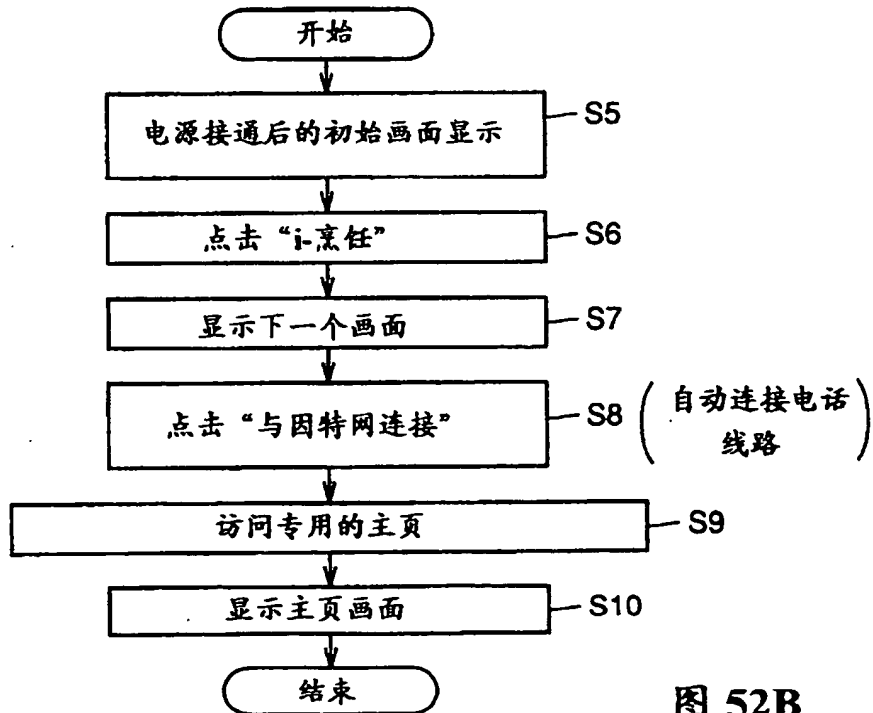 开始
电源接通后的初始画面显示
S5
点击“i-烹饪”
S6
显示下一个画面
S7
点击“与因特网连接”
S8
自动连接电话
线路
访问专用的主页
S9
显示主页画面
S10
结束
图 52B